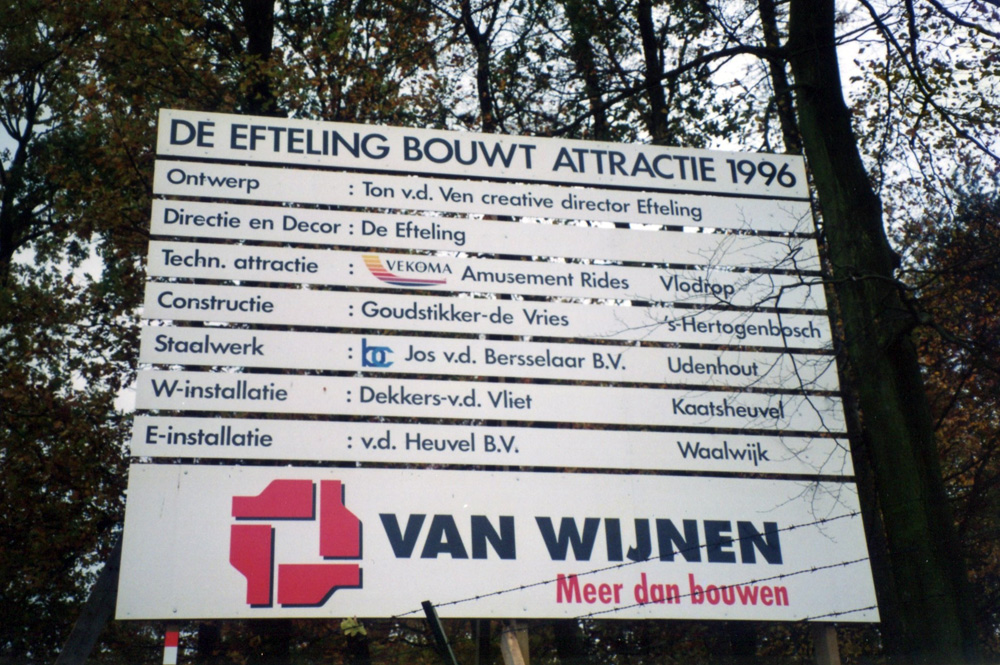 DE EFTELING BOUWT ATTRACTIE 1996
Ontwerp : Ton v.d. Ven creative director Efteling
Directie en Decor : De Efteling
Techn. attractie : VEKOMA Amusement Rides Vlodrop
Constructie : Goudstikker-de Vries 's-Hertogenbosch
Staalwerk : bc Jos v.d. Bersselaar B.V. Udenhout
W-installatie : Dekkers-v.d. Vliet Kaatsheuvel
E-installatie : v.d. Heuvel B.V. Waalwijk
VAN WIJNEN
Meer dan bouwen